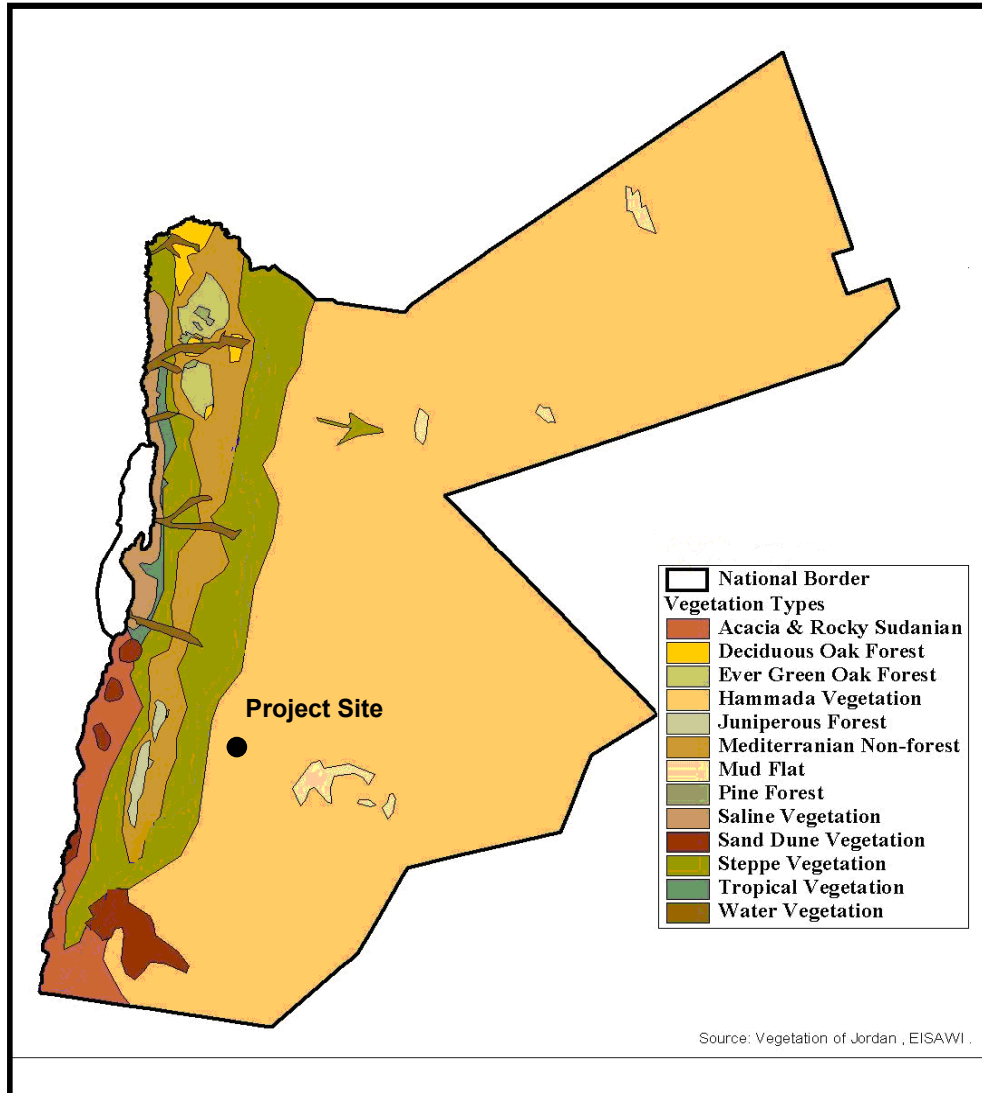 Project Site
National Border
Vegetation Types
Acacia & Rocky Sudanian
Deciduous Oak Forest
Ever Green Oak Forest
Hammada Vegetation
Juniperous Forest
Mediterranian Non-forest
Mud Flat
Pine Forest
Saline Vegetation
Sand Dune Vegetation
Steppe Vegetation
Tropical Vegetation
Water Vegetation
Source: Vegetation of Jordan , EISAWI .